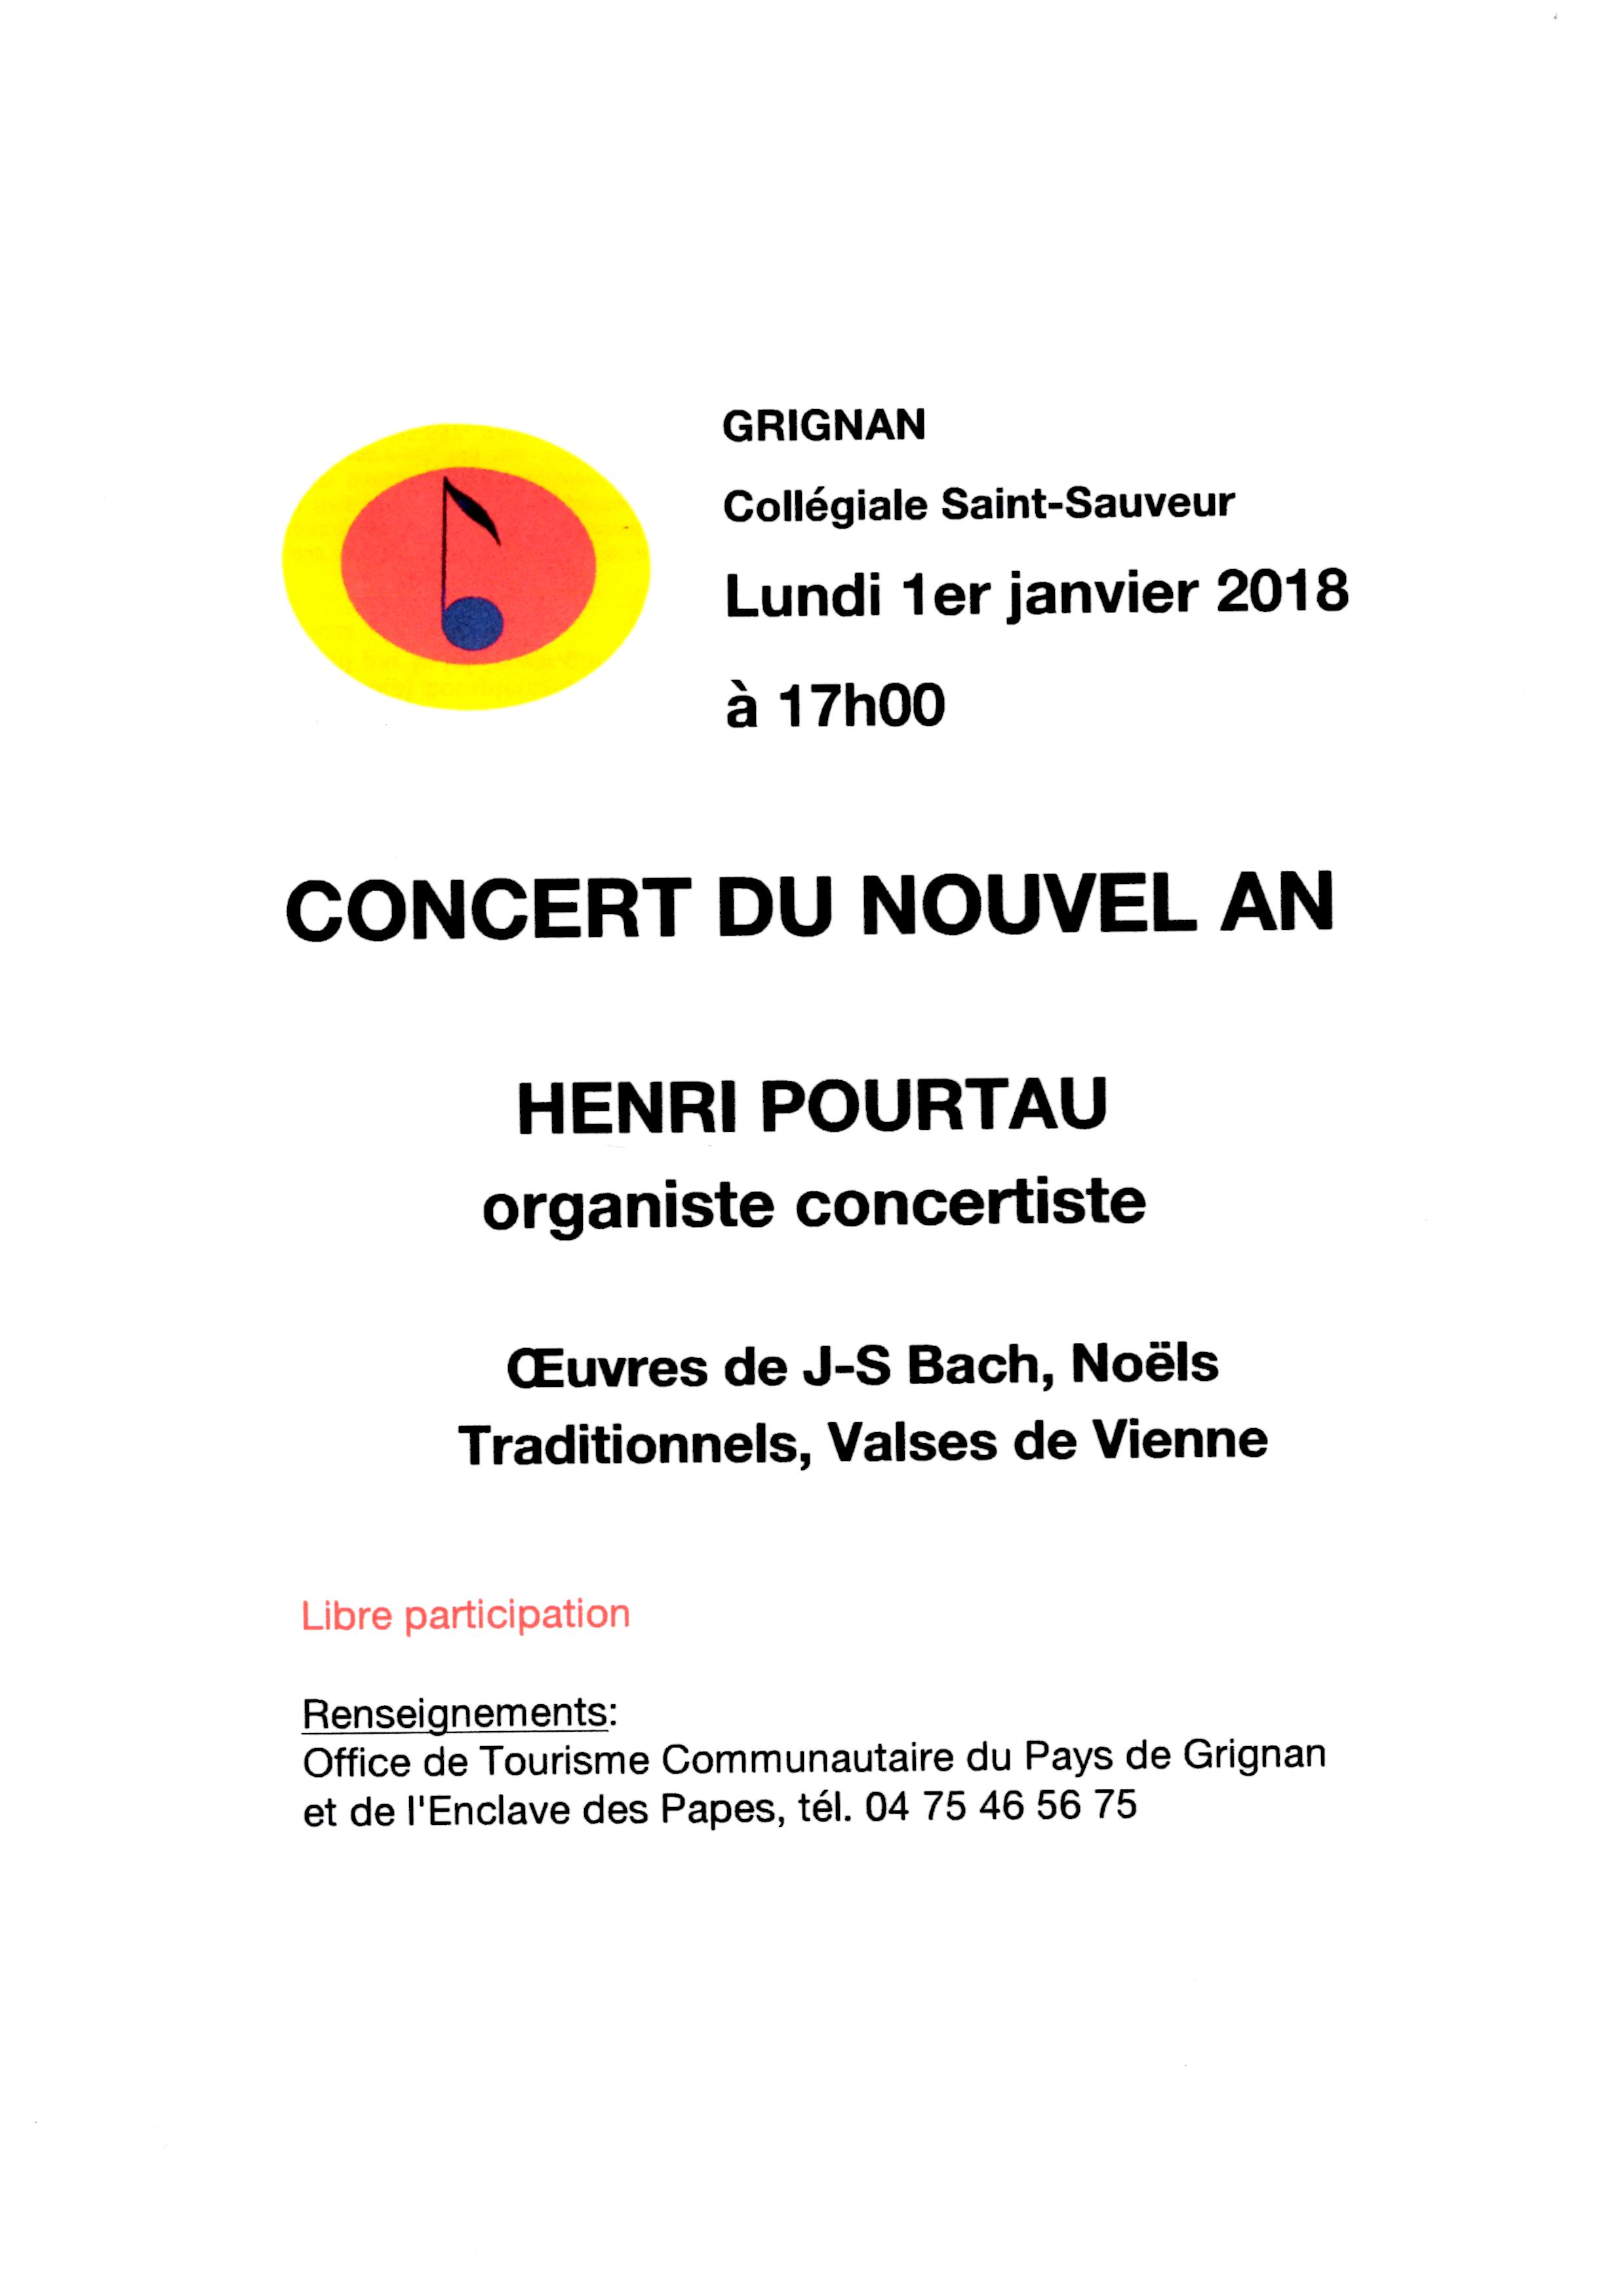 GRIGNAN
Collégiale Saint-Sauveur
Lundi 1er janvier 2018
à 17h00
CONCERT DU NOUVEL AN
HENRI POURTAU
organiste concertiste
Œuvres de J-S Bach, Noëls
Traditionnels, Valses de Vienne
Libre participation
Renseignements:
Office de Tourisme Communautaire du Pays de Grignan
et de l'Enclave des Papes, tél. 04 75 46 56 75